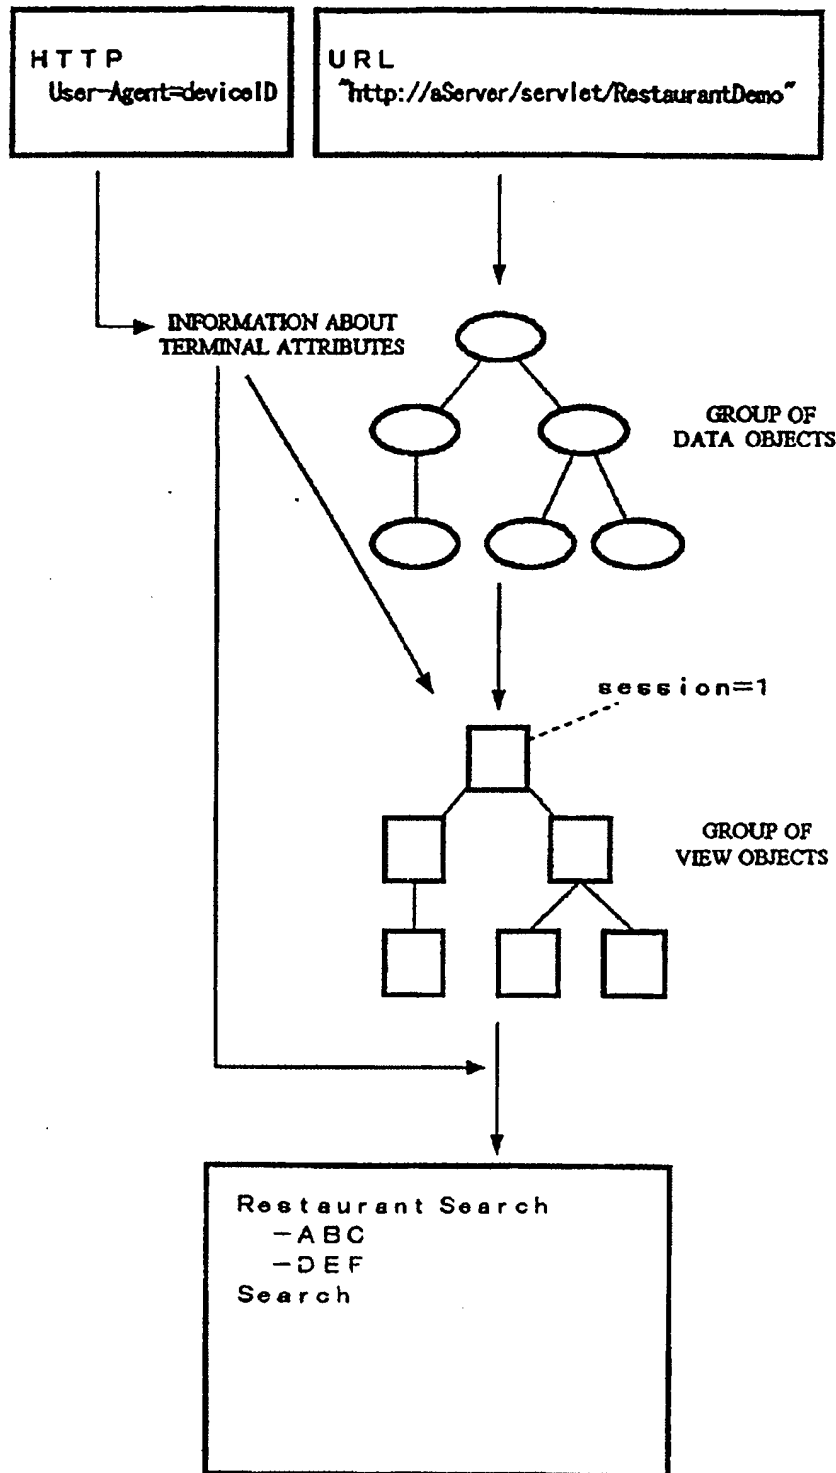 HTTP
User-Agent=deviceID
URL
"http://aServer/servlet/RestaurantDemo"
INFORMATION ABOUT
TERMINAL ATTRIBUTES
GROUP OF
DATA OBJECTS
session=1
GROUP OF
VIEW OBJECTS
Restaurant Search
-ABC
-DEF
Search